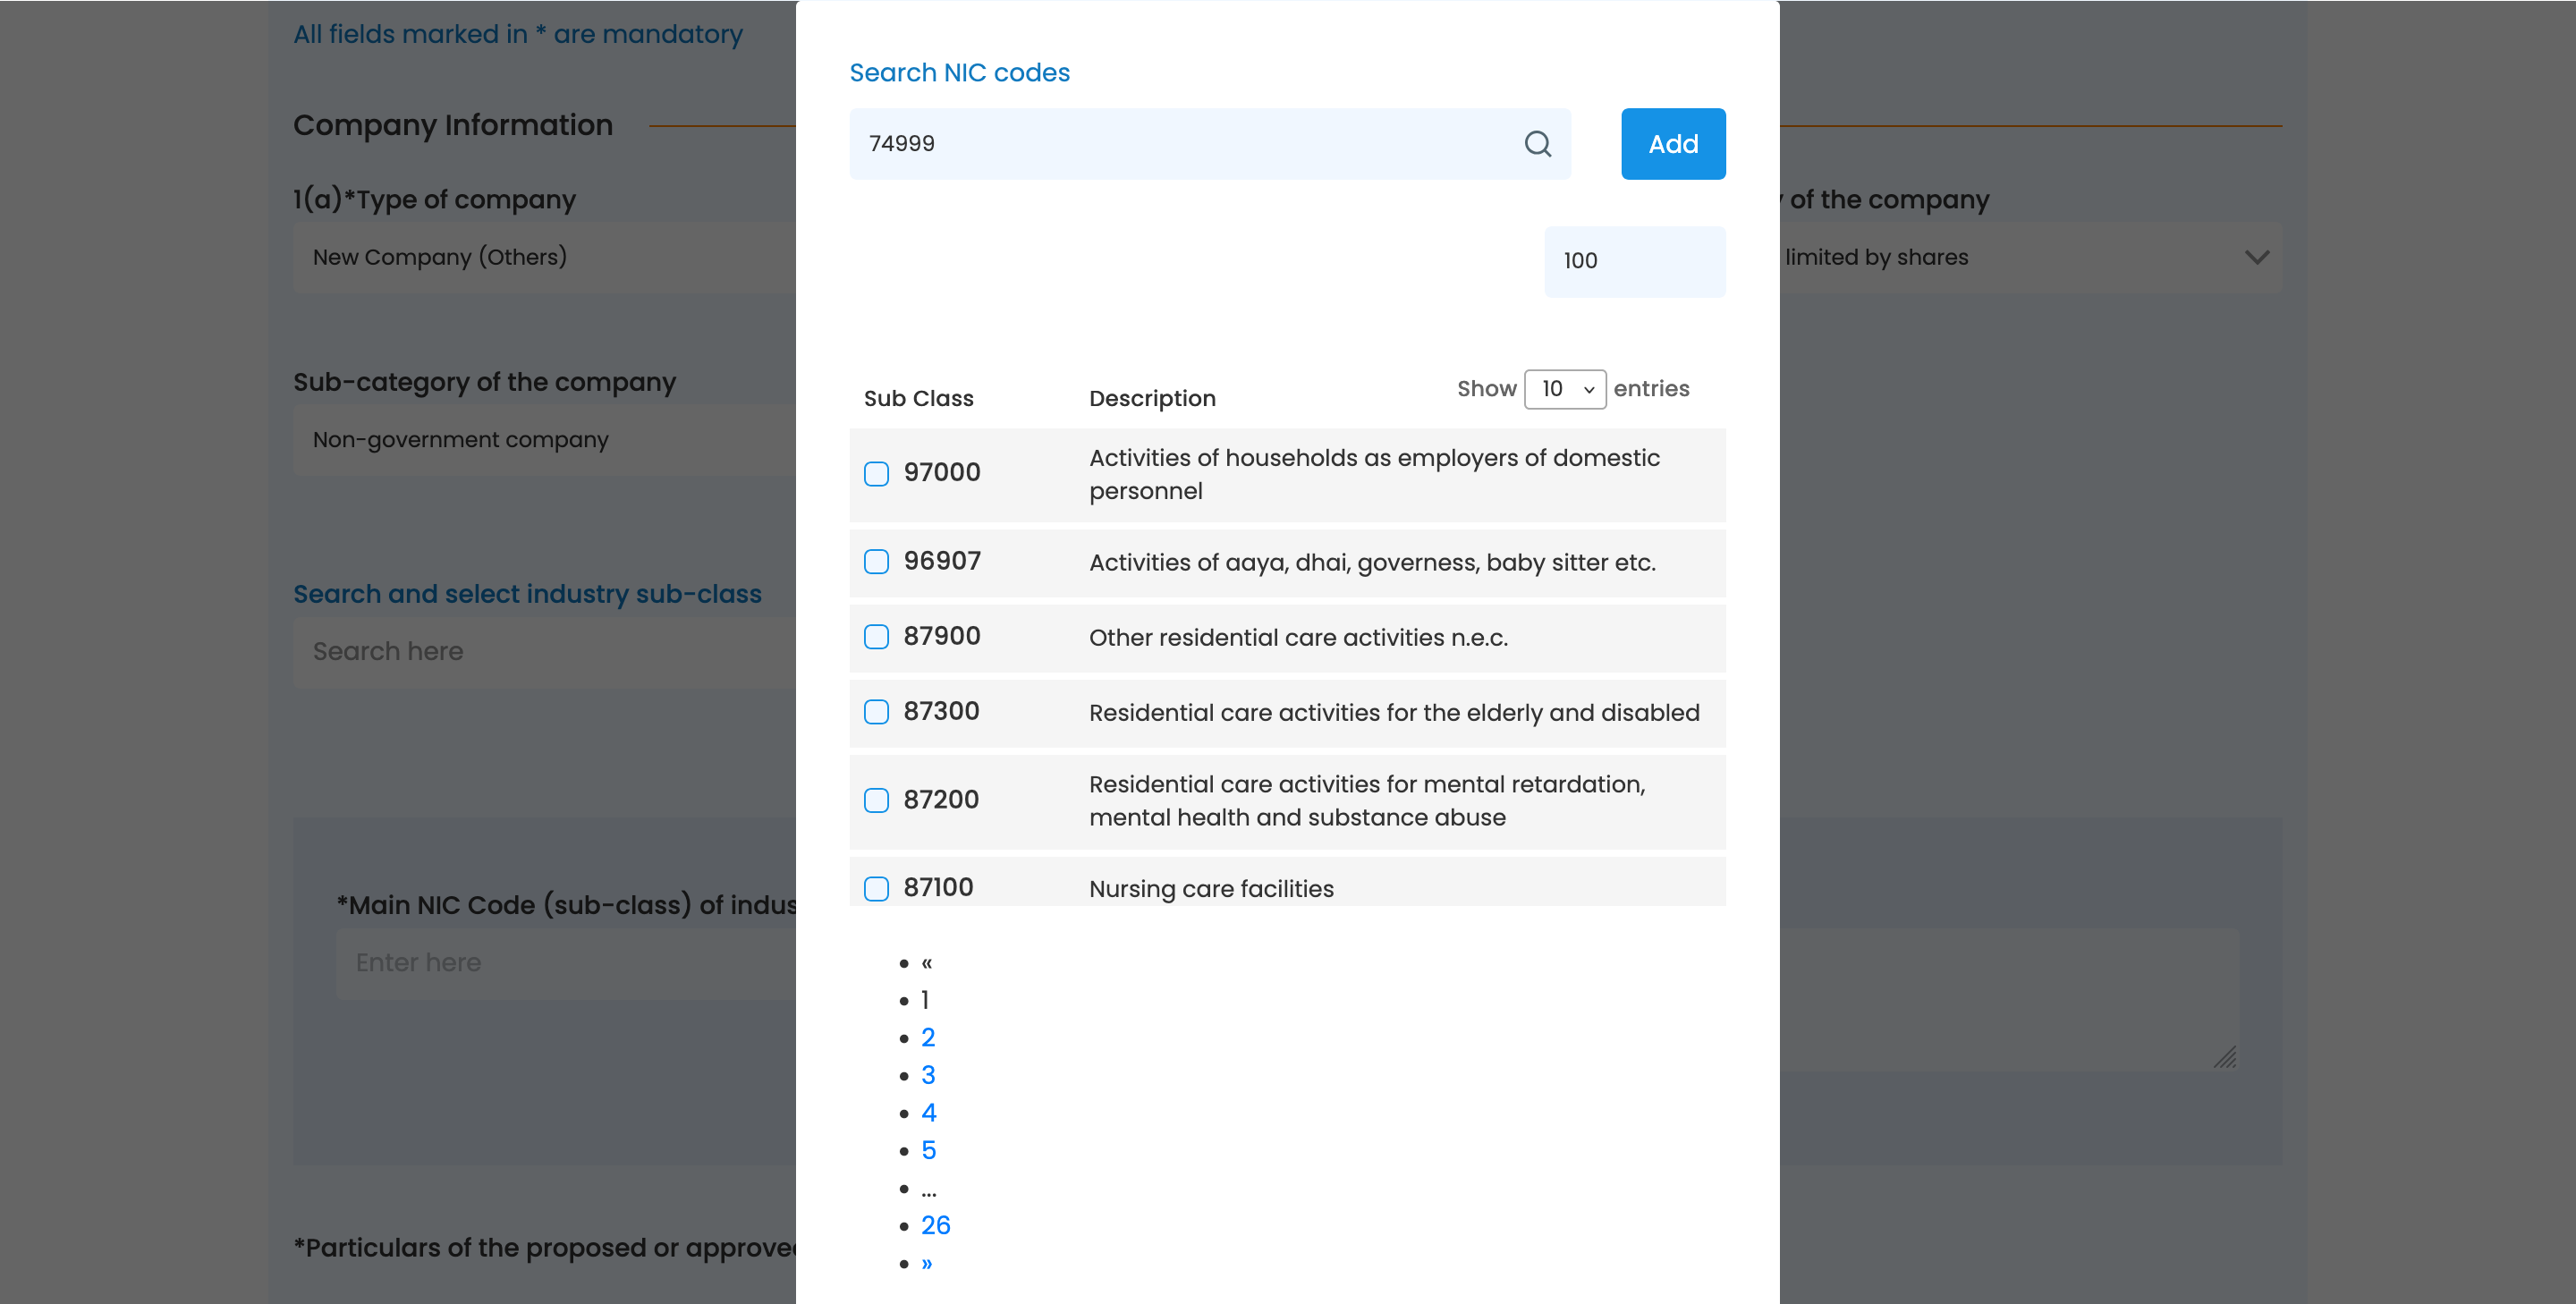 All fields marked in * are mandatory
Search NIC codes
74999
Add
Company Information
1(a)*Type of company
of the company
New Company (Others)
limited by shares
100
Sub-category of the company
Non-government company
Sub Class
Description
Show 10 entries
97000
Activities of households as employers of domestic
personnel
96907
Activities of aaya, dhai, governess, baby sitter etc.
Search and select industry sub-class
Search here
87900
Other residential care activities n.e.c.
87300
Residential care activities for the elderly and disabled
87200
Residential care activities for mental retardation,
mental health and substance abuse
87100
Nursing care facilities
*Main NIC Code (sub-class) of indus
Enter here
«
1
2
3
4
5
...
26
»
*Particulars of the proposed or approve